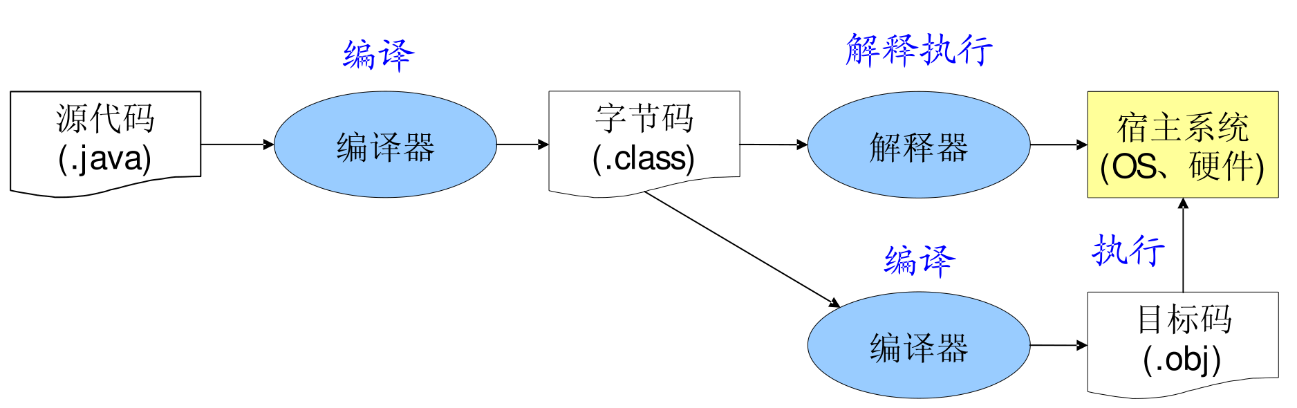 编译
解释执行
源代码
(.java)
编译器
字节码
(.class)
解释器
宿主系统
(OS、硬件)
编译
执行
编译器
目标码
(.obj)